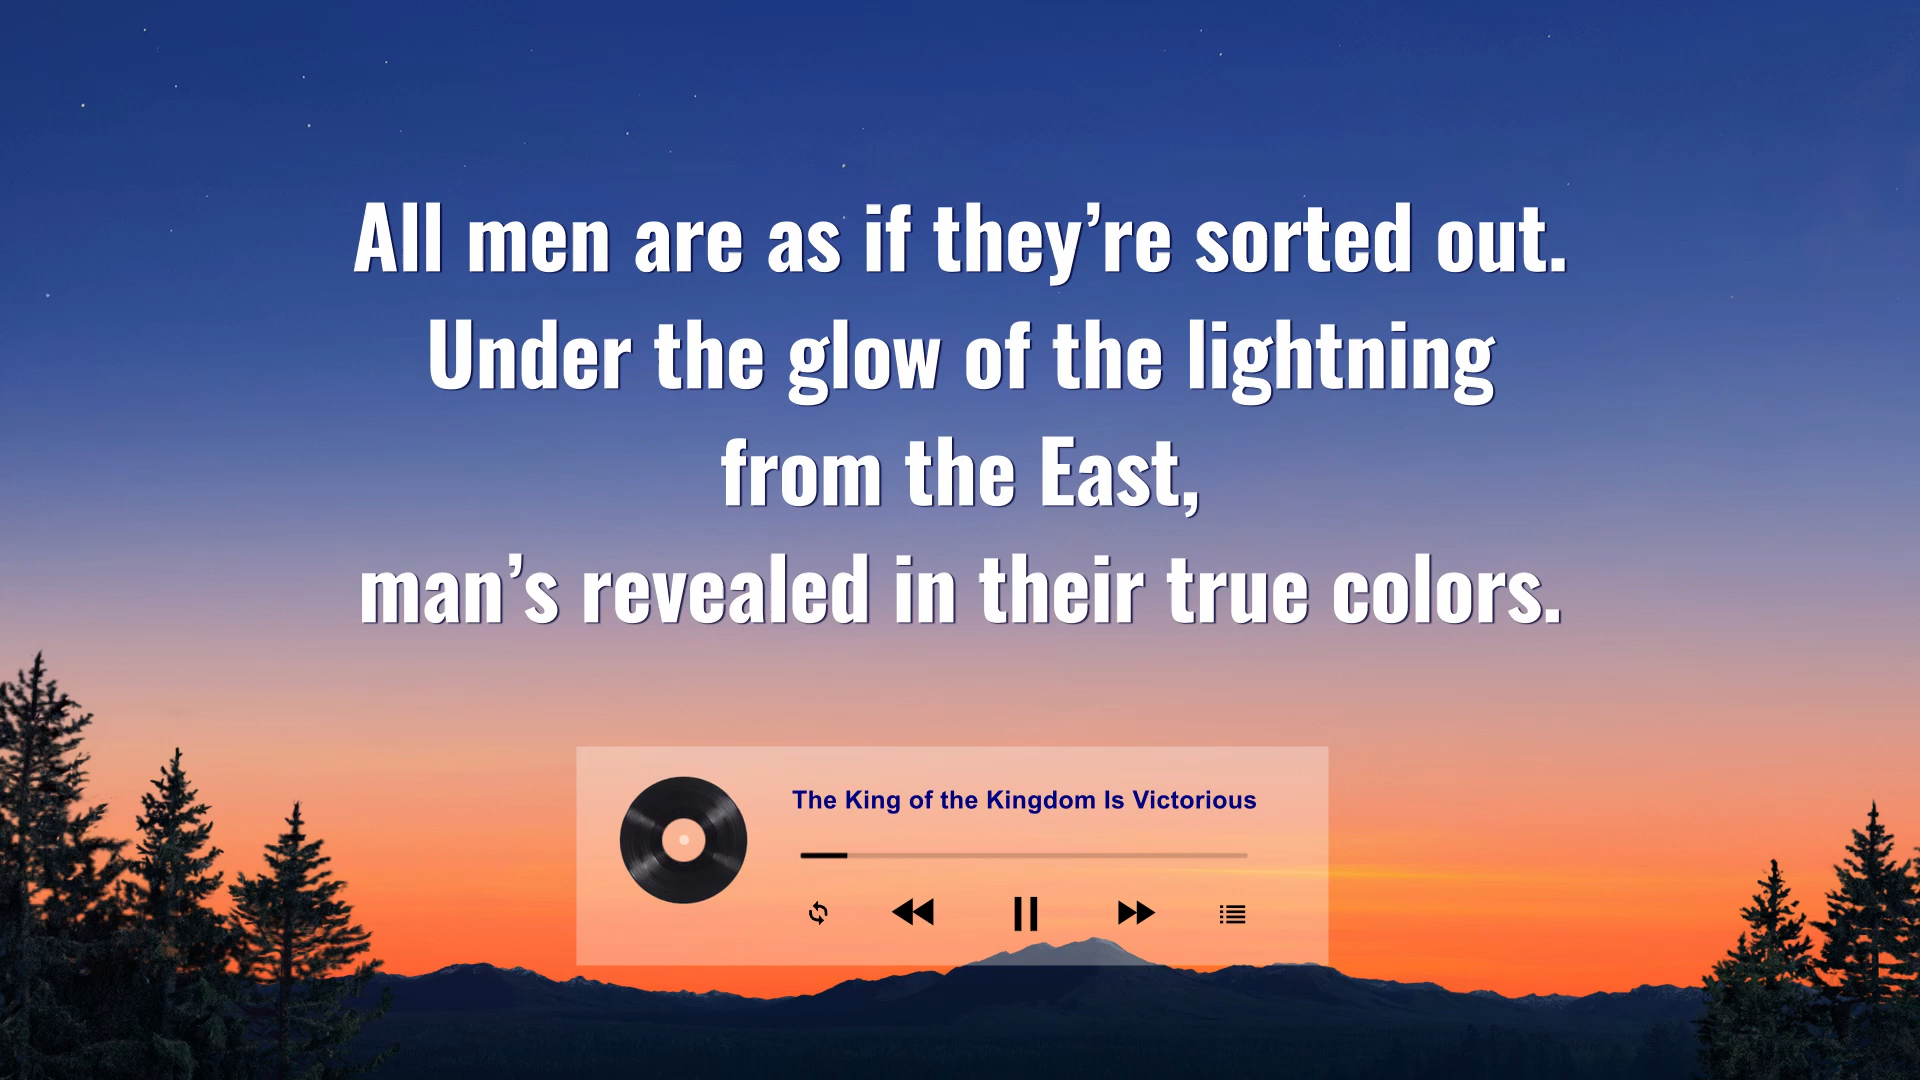 All men are as if they’re sorted out.
Under the glow of the lightning
from the East,
man’s revealed in their true colors.
The King of the Kingdom Is Victorious